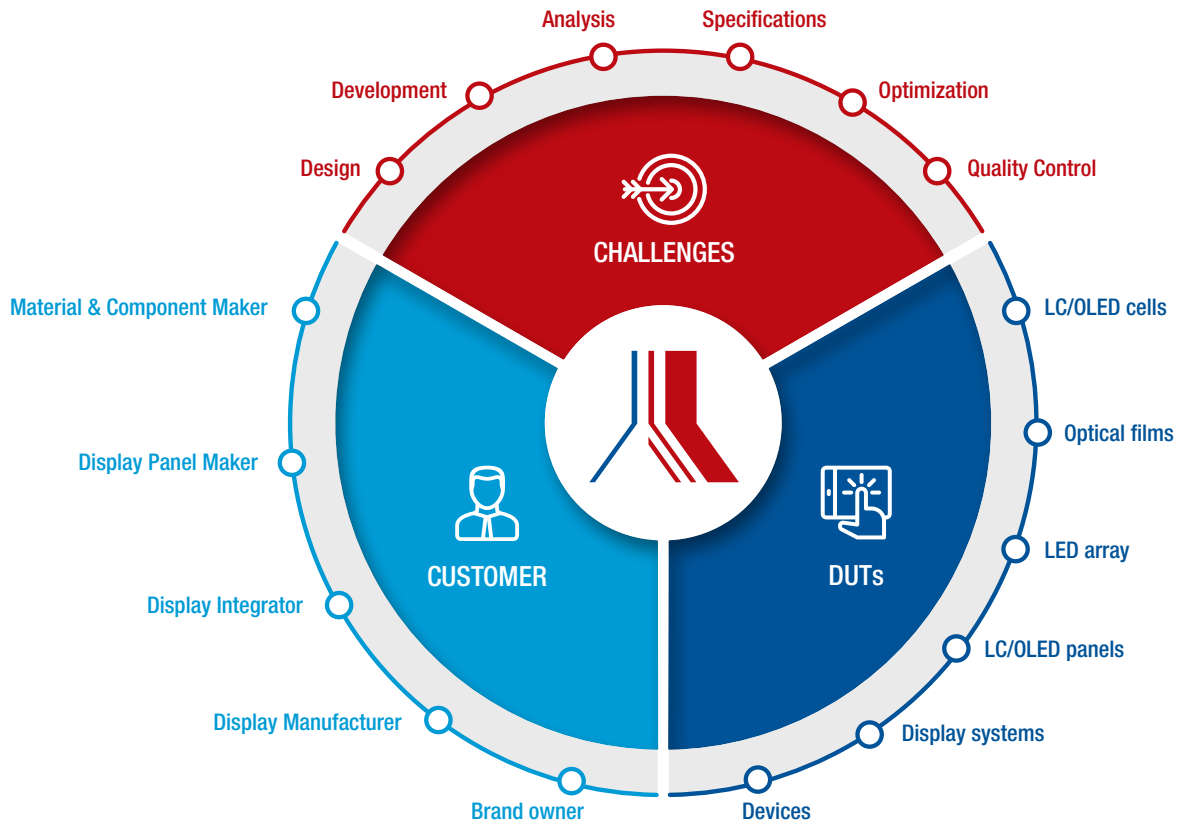 Analysis
Specifications
Development
Optimization
Design
Quality Control
CHALLENGES
Material & Component Maker
Display Panel Maker
Display Integrator
Display Manufacturer
Brand owner
CUSTOMER
LC/OLED cells
Optical films
LED array
LC/OLED panels
Display systems
Devices
DUTs